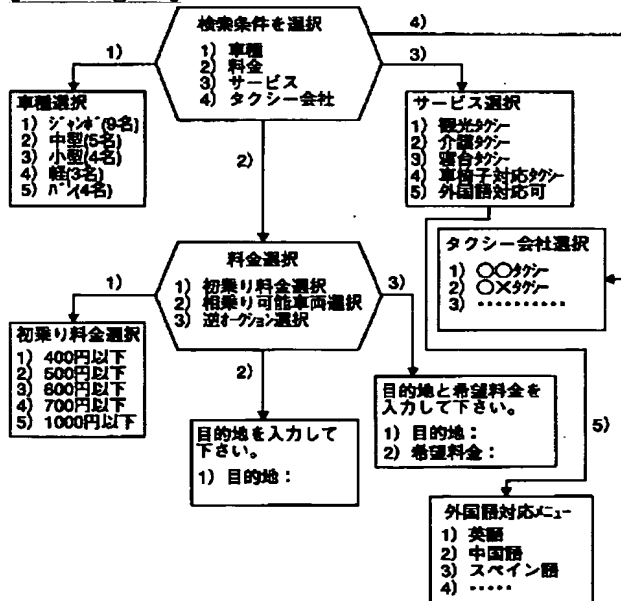 検索条件を選択
1) 車種
2) 料金
3) サービス
4) タクシー会社
1)
2)
3)
4)
車種選択
1) ジャンボ(9名)
2) 中型(5名)
3) 小型(4名)
4) 軽(3名)
5) バン(4名)
サービス選択
1) 観光タクシー
2) 介護タクシー
3) 寝台タクシー
4) 車椅子対応タクシー
5) 外国語対応可
タクシー会社選択
1) ○○タクシー
2) ○×タクシー
3) ・・・・・・・・・・
料金選択
1) 初乗り料金選択
2) 相乗り可能車両選択
3) 逆オークション選択
1)
2)
3)
初乗り料金選択
1) 400円以下
2) 500円以下
3) 600円以下
4) 700円以下
5) 1000円以下
目的地を入力して
下さい。
1) 目的地：
目的地と希望料金を
入力して下さい。
1) 目的地：
2) 希望料金：
5)
外国語対応メニュー
1) 英語
2) 中国語
3) スペイン語
4) ・・・・・